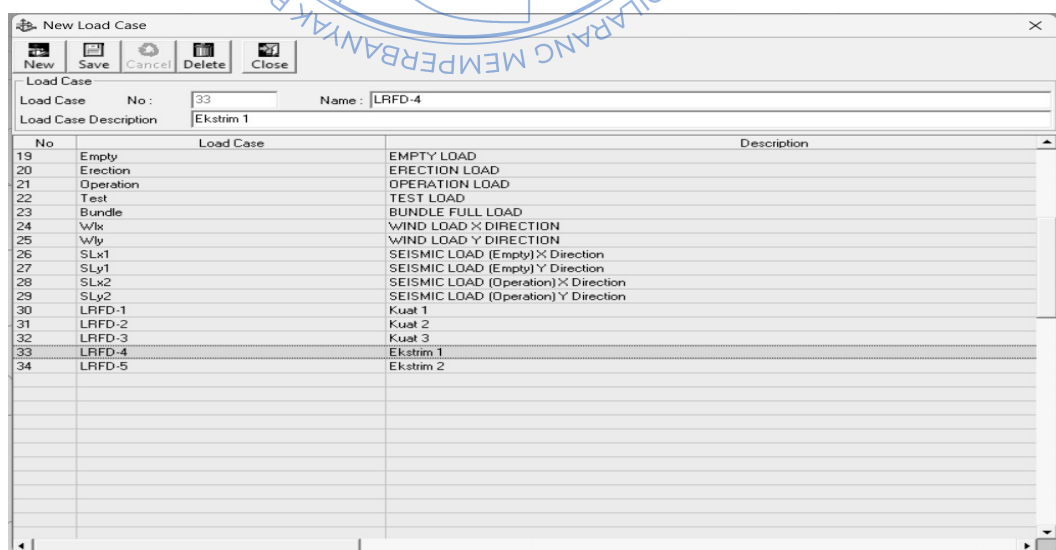 New Load Case
New Save Cancel Delete Close
DILARANG MEMPERBANYAK
Load Case
Load Case No : 33 Name : LRFD-4
Load Case Description Ekstrim 1
No Load Case Description
19 Empty EMPTY LOAD
20 Erection ERECTION LOAD
21 Operation OPERATION LOAD
22 Test TEST LOAD
23 Bundle BUNDLE FULL LOAD
24 Wlx WIND LOAD X DIRECTION
25 Wly WIND LOAD Y DIRECTION
26 SLx1 SEISMIC LOAD (Empty) X Direction
27 SLy1 SEISMIC LOAD (Empty) Y Direction
28 SLx2 SEISMIC LOAD (Operation) X Direction
29 SLy2 SEISMIC LOAD (Operation) Y Direction
30 LRFD-1 Kuat 1
31 LRFD-2 Kuat 2
32 LRFD-3 Kuat 3
33 LRFD-4 Ekstrim 1
34 LRFD-5 Ekstrim 2